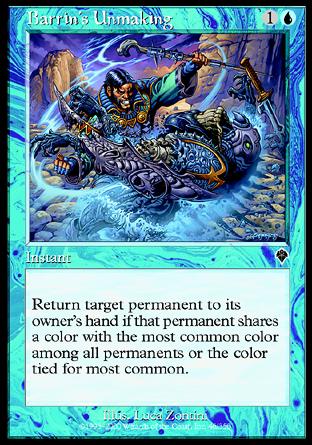 Barrin's Unmaking 1
Instant
Return target permanent to its
owner's hand if that permanent shares
a color with the most common color
among all permanents or the color
tied for most common.
Illus. Luca Zontini